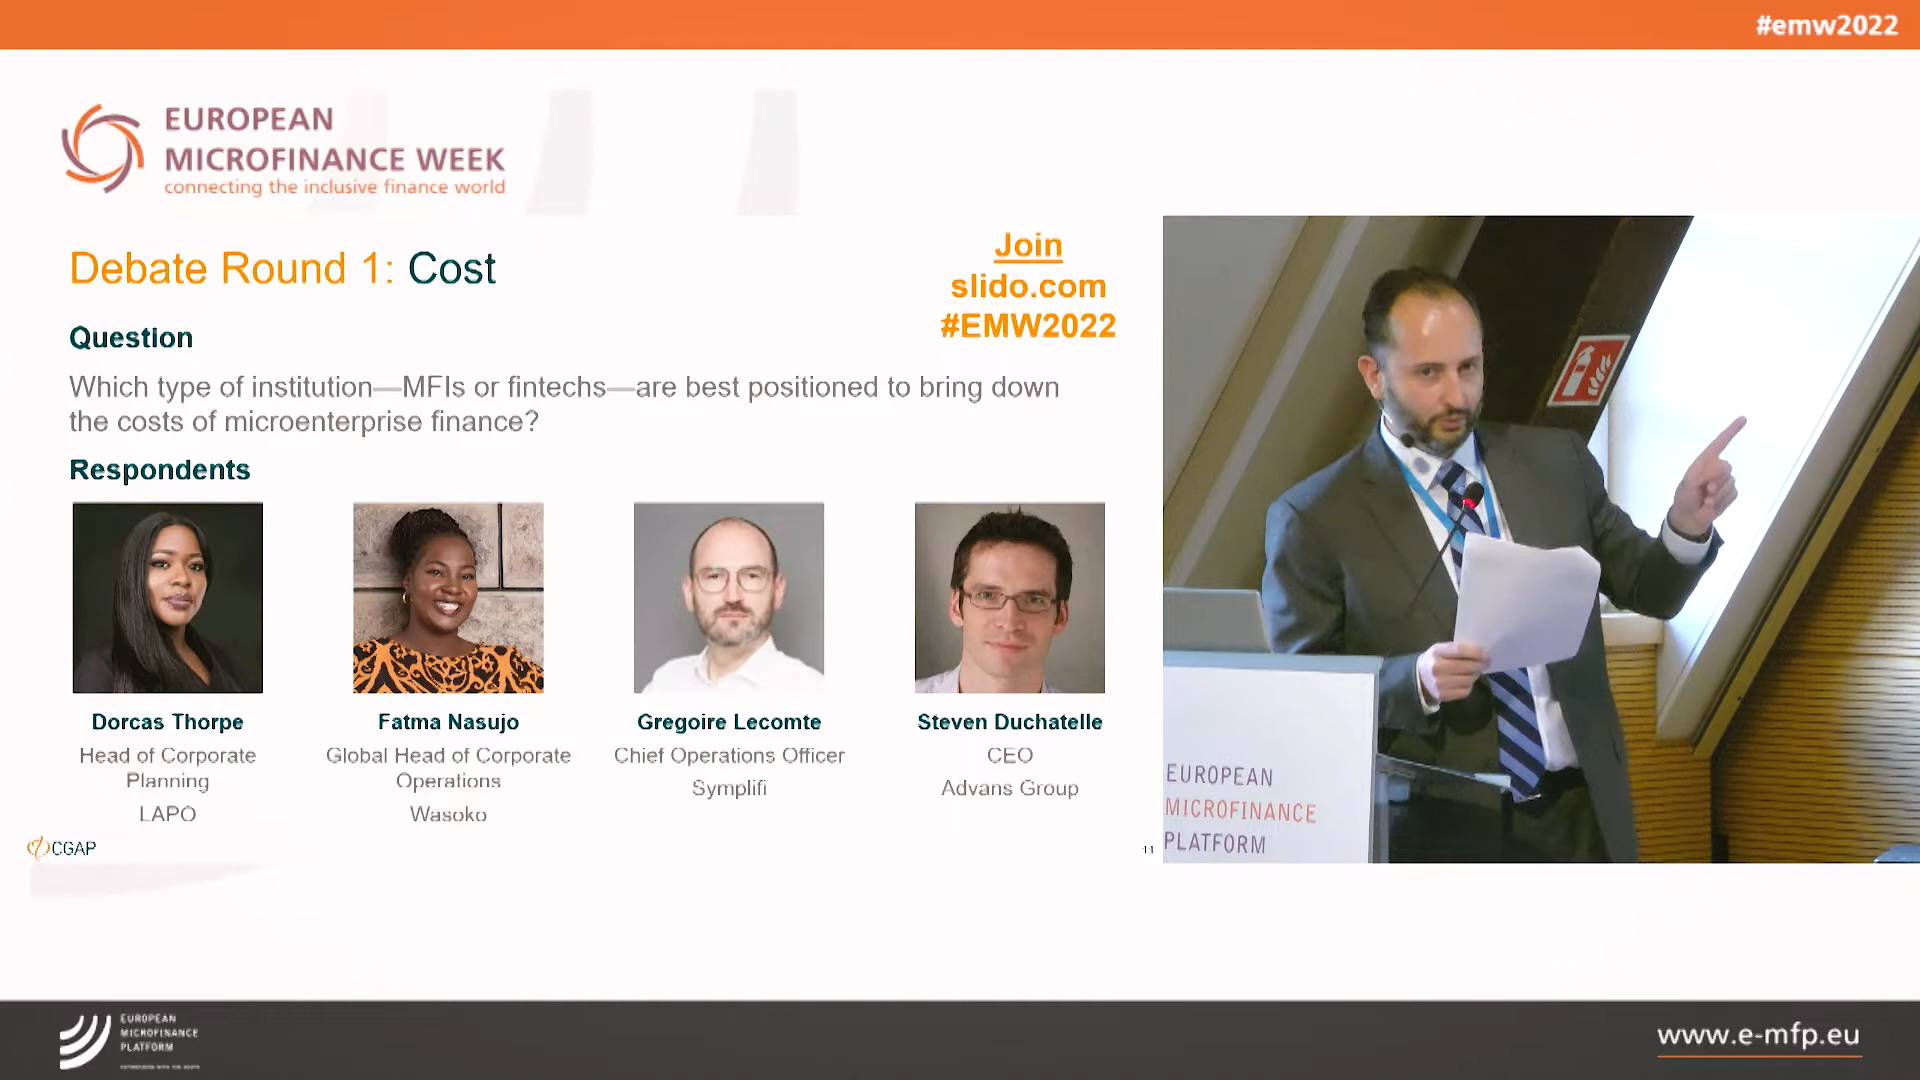 #emw2022
EUROPEAN
MICROFINANCE WEEK
connecting the inclusive finance world
Join
slido.com
#EMW2022
Debate Round 1: Cost
Question
Which type of institution—MFIs or fintechs—are best positioned to bring down
the costs of microenterprise finance?
Respondents
Dorcas Thorpe
Head of Corporate
Planning
LAPO
Fatma Nasujo
Global Head of Corporate
Operations
Wasoko
Gregoire Lecomte
Chief Operations Officer
Symplifi
Steven Duchatelle
CEO
Advans Group
CGAP
11
EUROPEAN
MICROFINANCE
PLATFORM
EUROPEAN
MICROFINANCE
PLATFORM
www.e-mfp.eu